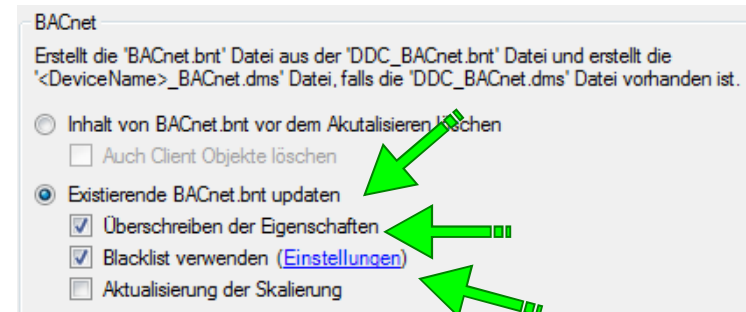 BACnet
Erstellt die 'BACnet.bnt' Datei aus der 'DDC_BACnet.bnt' Datei und erstellt die
'<DeviceName>_BACnet.dms' Datei, falls die 'DDC_BACnet.dms' Datei vorhanden ist.
Inhalt von BACnet.bnt vor dem Akutalisieren löschen
Auch Client Objekte löschen
Existierende BACnet.bnt updaten
Überschreiben der Eigenschaften
Blacklist verwenden (Einstellungen)
Aktualisierung der Skalierung